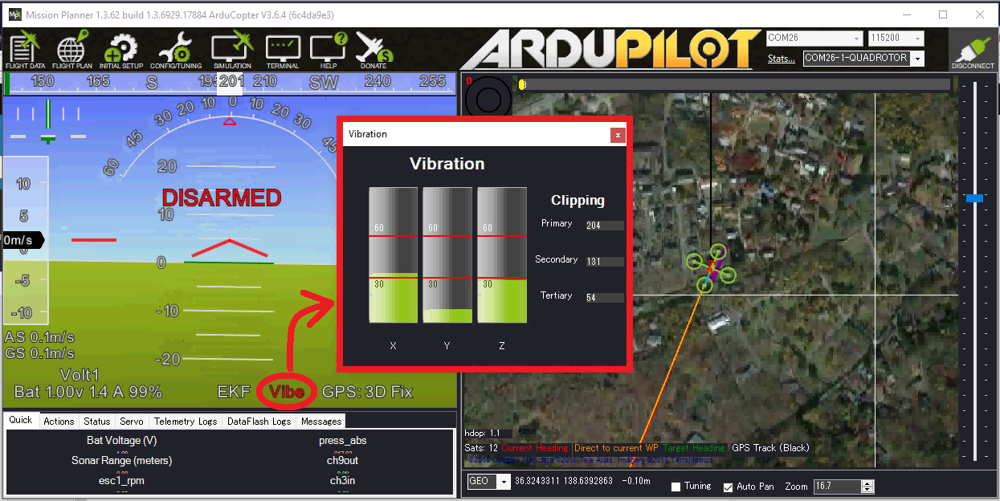 Mission Planner 1.3.62 build 1.3.6929.17884 ArduCopter V3.6.4 (6c4da9e3)
FLIGHT DATA FLIGHT PLAN INITIAL SETUP CONFIG/TUNING SIMULATION TERMINAL HELP DONATE
ARDUPILOT
COM26 115200
Stats... COM26-1-QUADROTOR
DISCONNECT
150 165 S 195 201 210 SW 240 255
0
60 45 30 20 10 0 10 20 30 45
20
DISARMED
10
0
-10
-20
10
5
0m/s
0
-5
-10
AS 0.1m/s
GS 0.1m/s
Volt1
Bat 1.00v 1.4 A 99% EKF Vibe GPS: 3D Fix
Vibration
x
Vibration
60 60 60
30 30 30
X Y Z
Clipping
Primary 204
Secondary 131
Tertiary 54
Quick Actions Status Servo Telemetry Logs DataFlash Logs Messages
Bat Voltage (V) press_abs
Sonar Range (meters) ch9out
esc1_rpm ch3in
hdop: 1.1
Sats: 12 Current Heading Direct to current WP Target Heading GPS Track (Black)
GEO 36.3243311 138.6392863 -0.10m Tuning Auto Pan Zoom 16.7